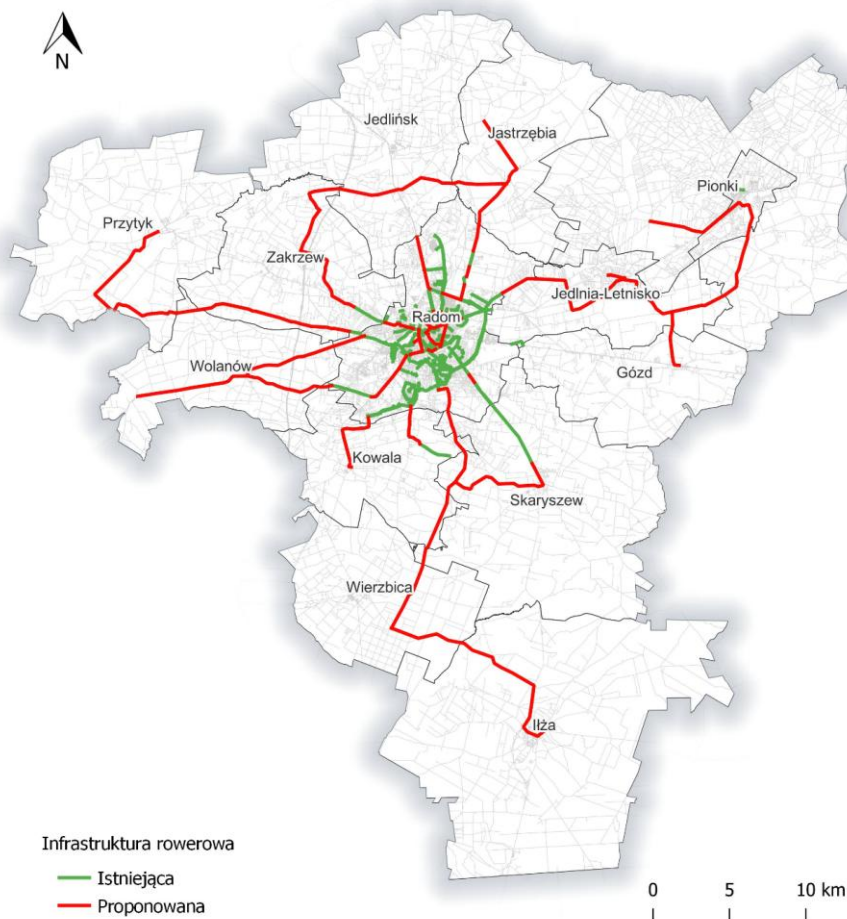 N
Jedlińsk
Jastrzębia
Pionki
Przytyk
Zakrzew
Jedlnia-Letnisko
Radom
Wolanów
Gózd
Kowala
Skaryszew
Wierzbica
Iłża
Infrastruktura rowerowa
Istniejąca
Proponowana
0 5 10 km